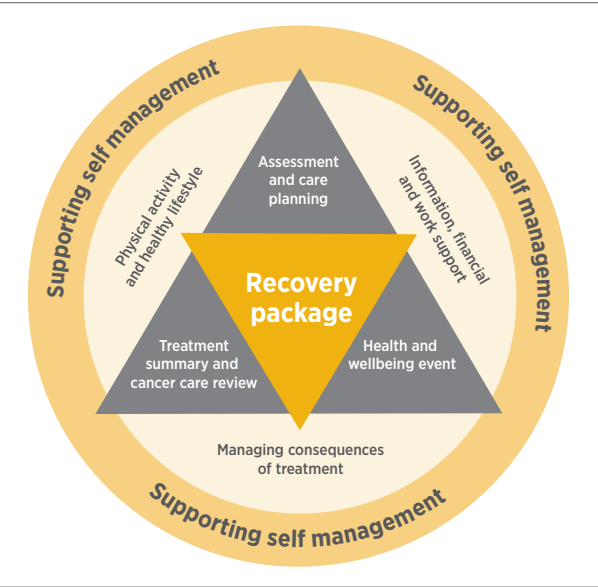 Supporting self management
Supporting self management
Assessment
and care
planning
Physical activity
and healthy lifestyle
Information, financial
and work support
Recovery
package
Treatment
summary and
cancer care review
Health and
wellbeing event
Managing consequences
of treatment
Supporting self management